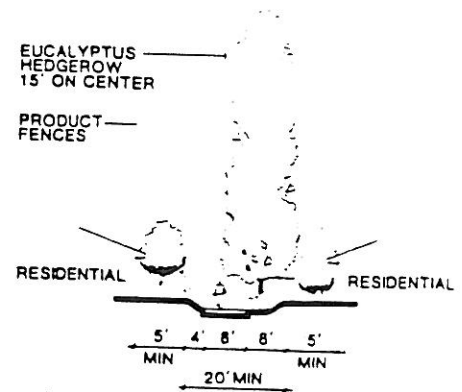 EUCALYPTUS
HEDGEROW
15' ON CENTER
PRODUCT
FENCES
RESIDENTIAL
RESIDENTIAL
5' 4' 8' 8' 5'
MIN MIN
20' MIN